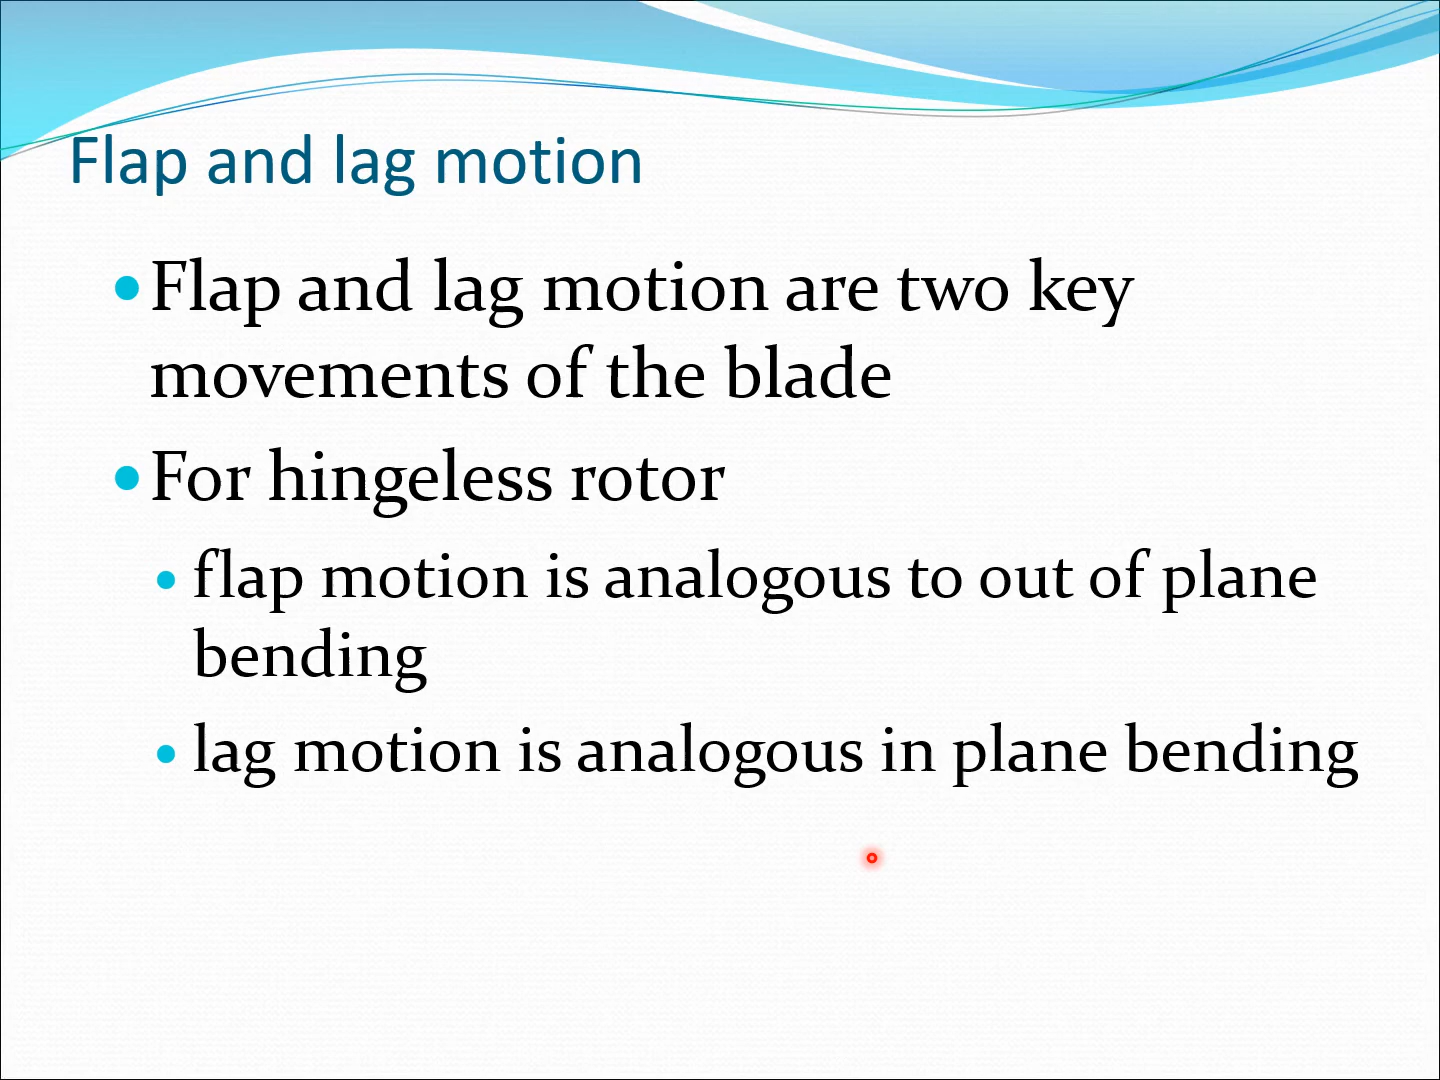 Flap and lag motion
•Flap and lag motion are two key
movements of the blade
•For hingeless rotor
• flap motion is analogous to out of plane
bending
• lag motion is analogous in plane bending